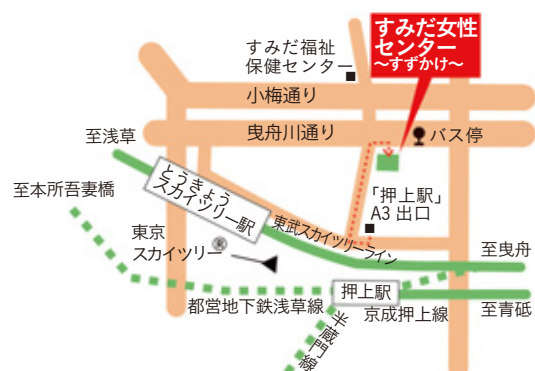 すみだ女性
センター
～すずかけ～
すみだ福祉
保健センター
小梅通り
曳舟川通り
バス停
至浅草
とうきょう
スカイツリー駅
至本所吾妻橋
「押上駅」
A3 出口
東京
スカイツリー
®
東武スカイツリーライン
至曳舟
押上駅
都営地下鉄浅草線
京成押上線
至青砥
半蔵門線